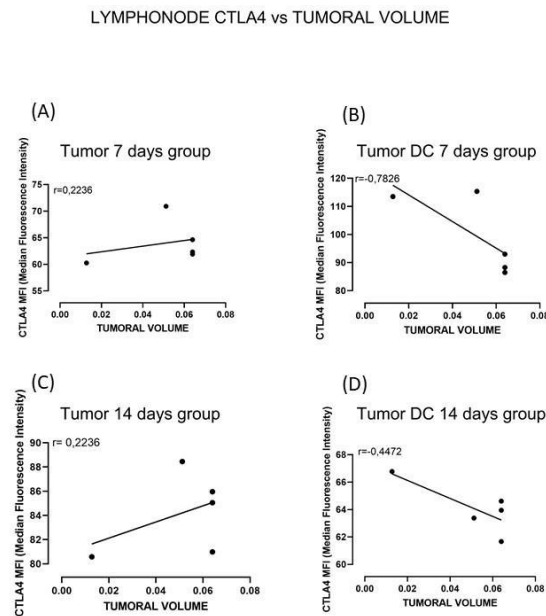 LYMPHONODE CTLA4 vs TUMORAL VOLUME
(A)
Tumor 7 days group
r=0,2236
CTLA4 MFI (Median Fluorescence Intensity)
75
70
65
60
55
0.00 0.02 0.04 0.06 0.08
TUMORAL VOLUME
(B)
Tumor DC 7 days group
r=-0,7826
CTLA4 MFI (Median Fluorescence Intensity)
120
110
100
90
80
0.00 0.02 0.04 0.06 0.08
TUMORAL VOLUME
(C)
Tumor 14 days group
r= 0,2236
CTLA4 MFI (Median Fluorescence Intensity)
90
88
86
84
82
80
0.00 0.02 0.04 0.06 0.08
TUMORAL VOLUME
(D)
Tumor DC 14 days group
r=-0,4472
CTLA4 MFI (Median Fluorescence Intensity)
68
66
64
62
60
0.00 0.02 0.04 0.06 0.08
TUMORAL VOLUME